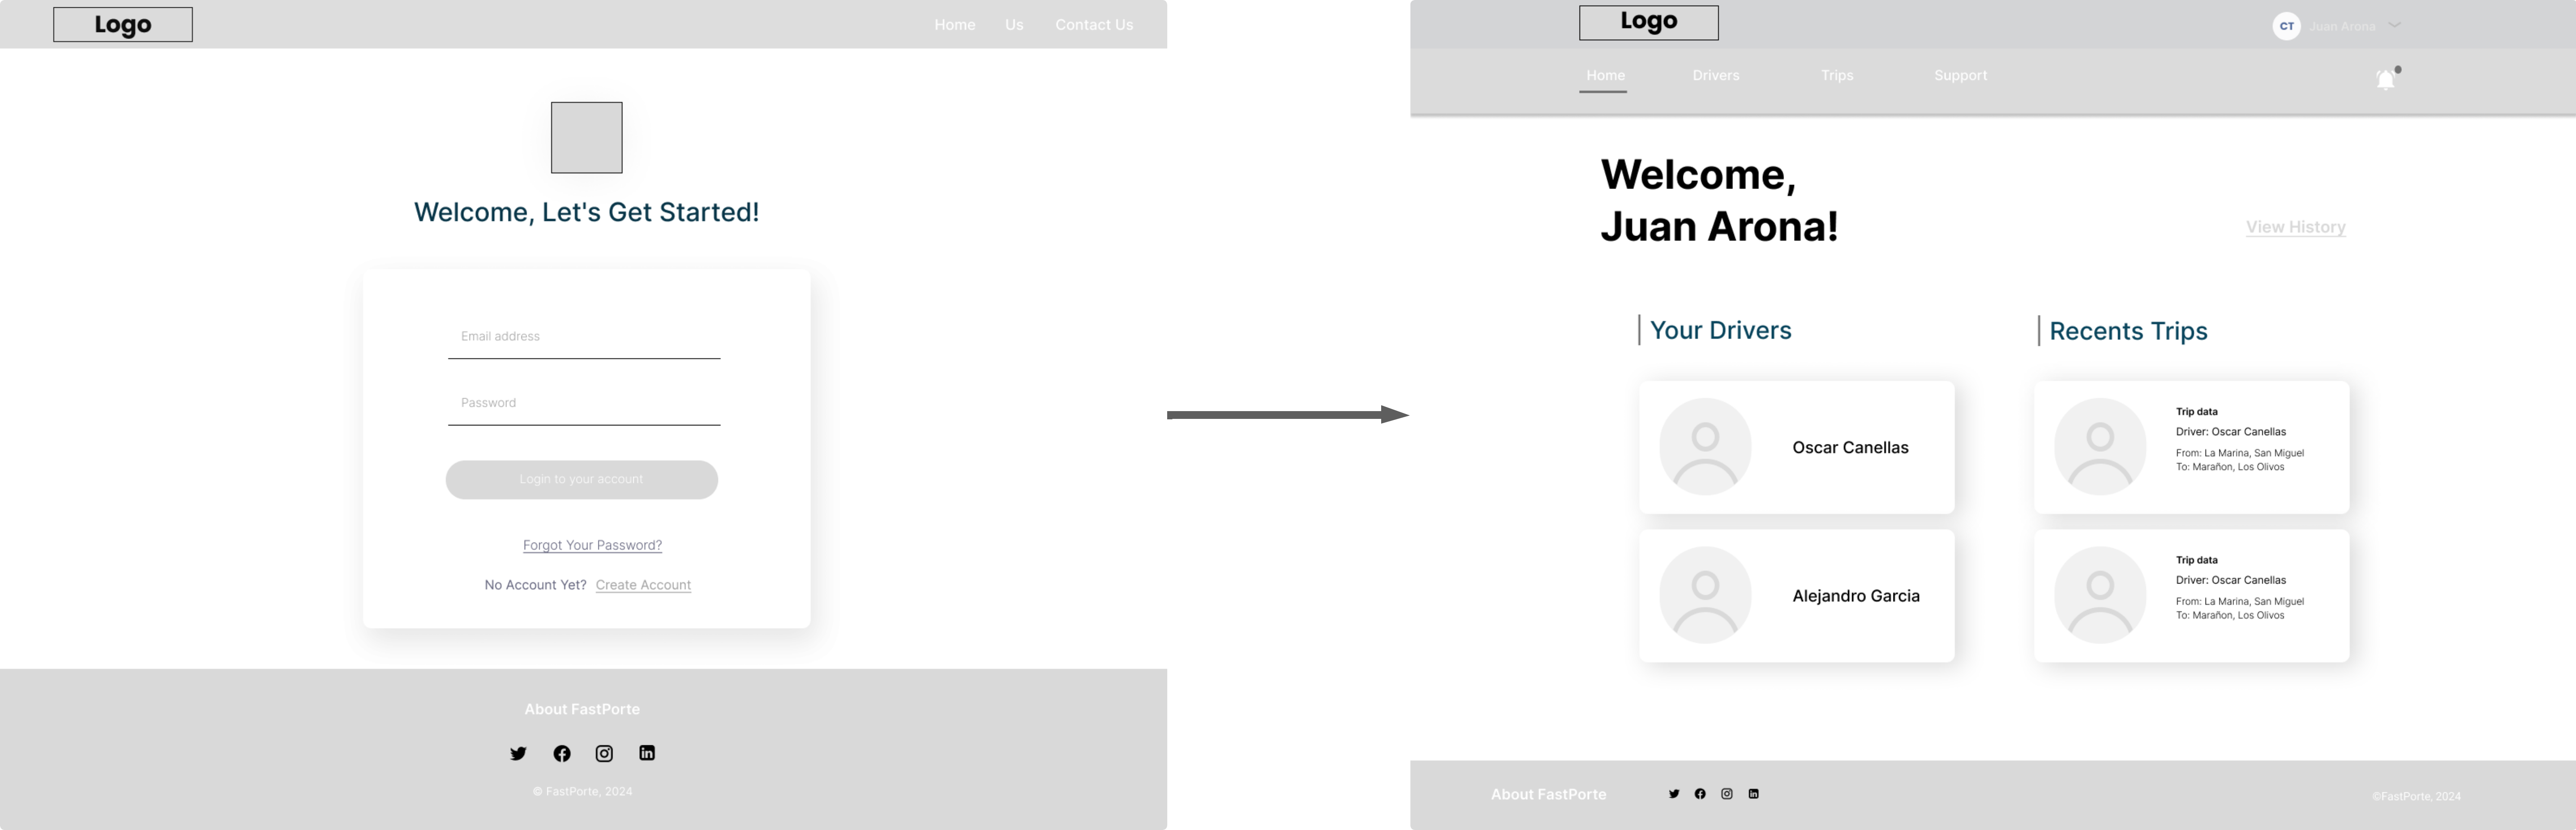 Logo
Home Us Contact Us
Welcome, Let's Get Started!
Email address
Password
Login to your account
Forgot Your Password?
No Account Yet? Create Account
About FastPorte
© FastPorte, 2024
Logo
CT Juan Arona
Home Drivers Trips Support
Welcome,
Juan Arona!
View History
Your Drivers
Oscar Canellas
Alejandro Garcia
Recents Trips
Trip data
Driver: Oscar Canellas
From: La Marina, San Miguel
To: Marañon, Los Olivos
Trip data
Driver: Oscar Canellas
From: La Marina, San Miguel
To: Marañon, Los Olivos
About FastPorte
©FastPorte, 2024